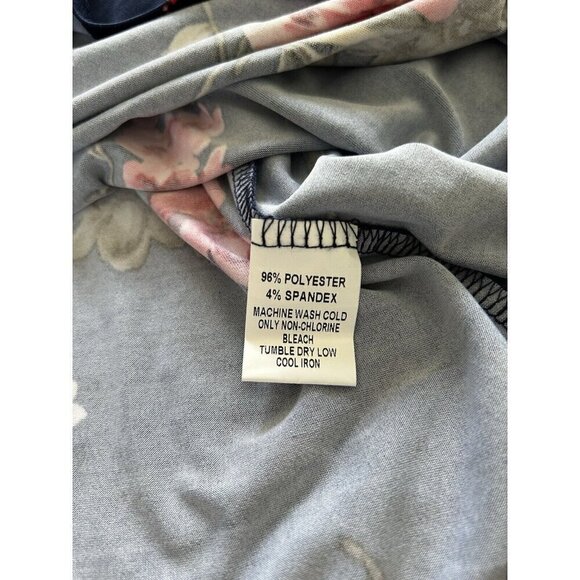 96% POLYESTER
4% SPANDEX
MACHINE WASH COLD
ONLY NON-CHLORINE
BLEACH
TUMBLE DRY LOW
COOL IRON